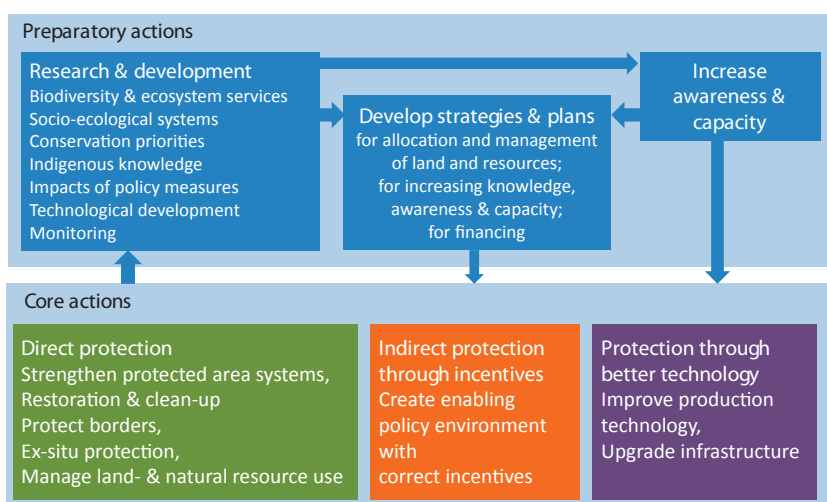 Preparatory actions
Research & development
Biodiversity & ecosystem services
Socio-ecological systems
Conservation priorities
Indigenous knowledge
Impacts of policy measures
Technological development
Monitoring
Develop strategies & plans
for allocation and management
of land and resources;
for increasing knowledge,
awareness & capacity;
for financing
Increase
awareness &
capacity
Core actions
Direct protection
Strengthen protected area systems,
Restoration & clean-up
Protect borders,
Ex-situ protection,
Manage land- & natural resource use
Indirect protection
through incentives
Create enabling
policy environment
with
correct incentives
Protection through
better technology
Improve production
technology,
Upgrade infrastructure